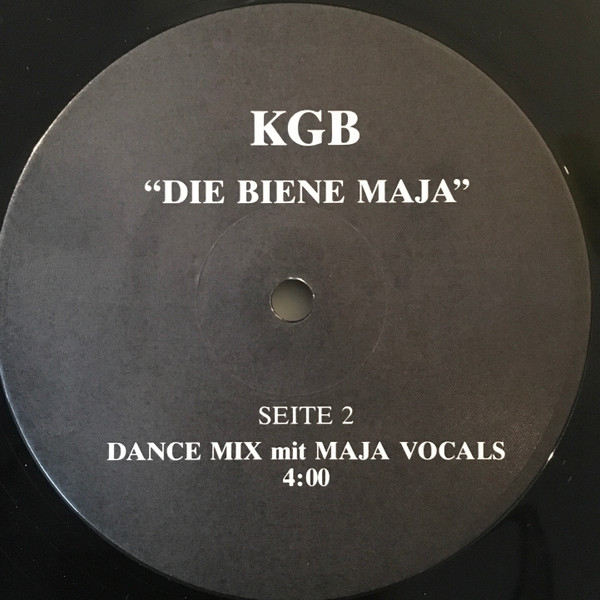 KGB
“DIE BIENE MAJA”
SEITE 2
DANCE MIX mit MAJA VOCALS
4:00